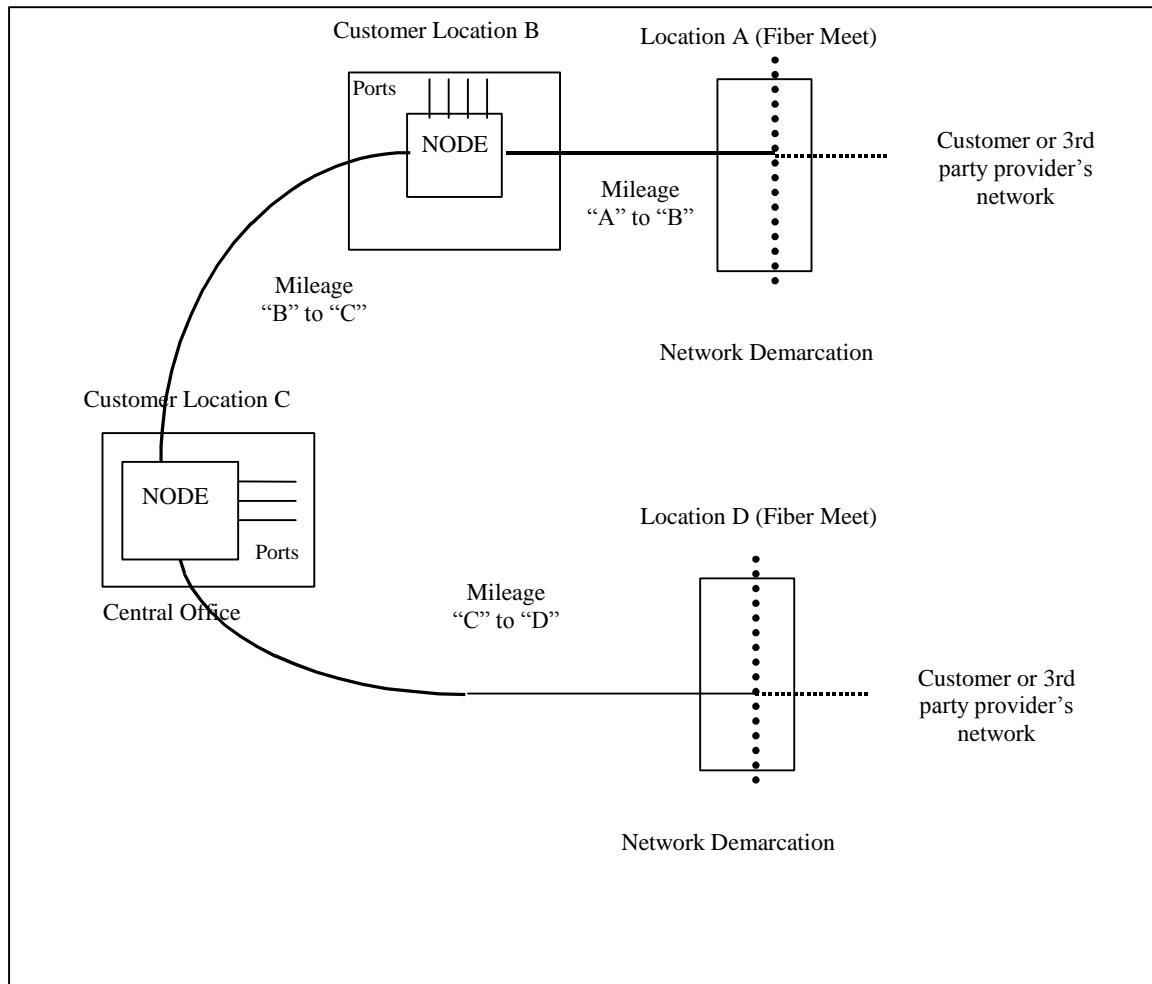 Customer Location B
Location A (Fiber Meet)
Ports
NODE
Customer or 3rd
party provider’s
network
Mileage
“A” to “B”
Mileage
“B” to “C”
Network Demarcation
Customer Location C
NODE
Ports
Central Office
Location D (Fiber Meet)
Mileage
“C” to “D”
Customer or 3rd
party provider’s
network
Network Demarcation